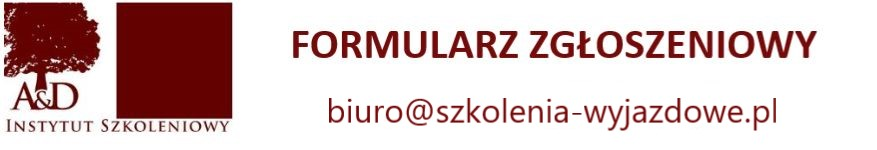 A&D
INSTYTUT SZKOLENIOWY
FORMULARZ ZGŁOSZENIOWY
biuro@szkolenia-wyjazdowe.pl